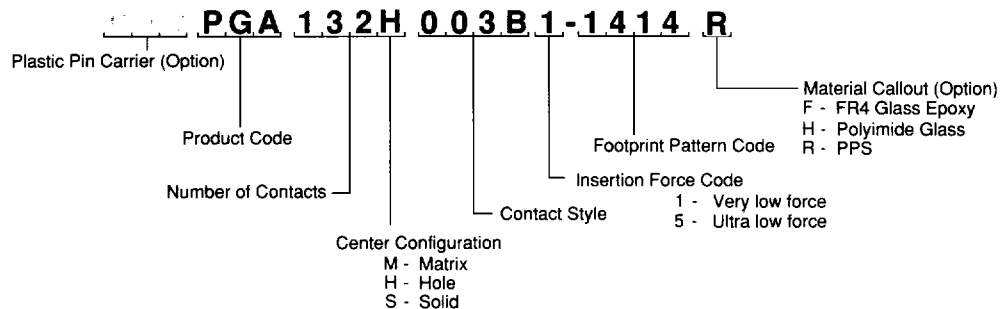 PGA 132H 003B1-1414 R
Plastic Pin Carrier (Option)
Product Code
Number of Contacts
Center Configuration
M - Matrix
H - Hole
S - Solid
Contact Style
Insertion Force Code
1 - Very low force
5 - Ultra low force
Footprint Pattern Code
Material Callout (Option)
F - FR4 Glass Epoxy
H - Polyimide Glass
R - PPS